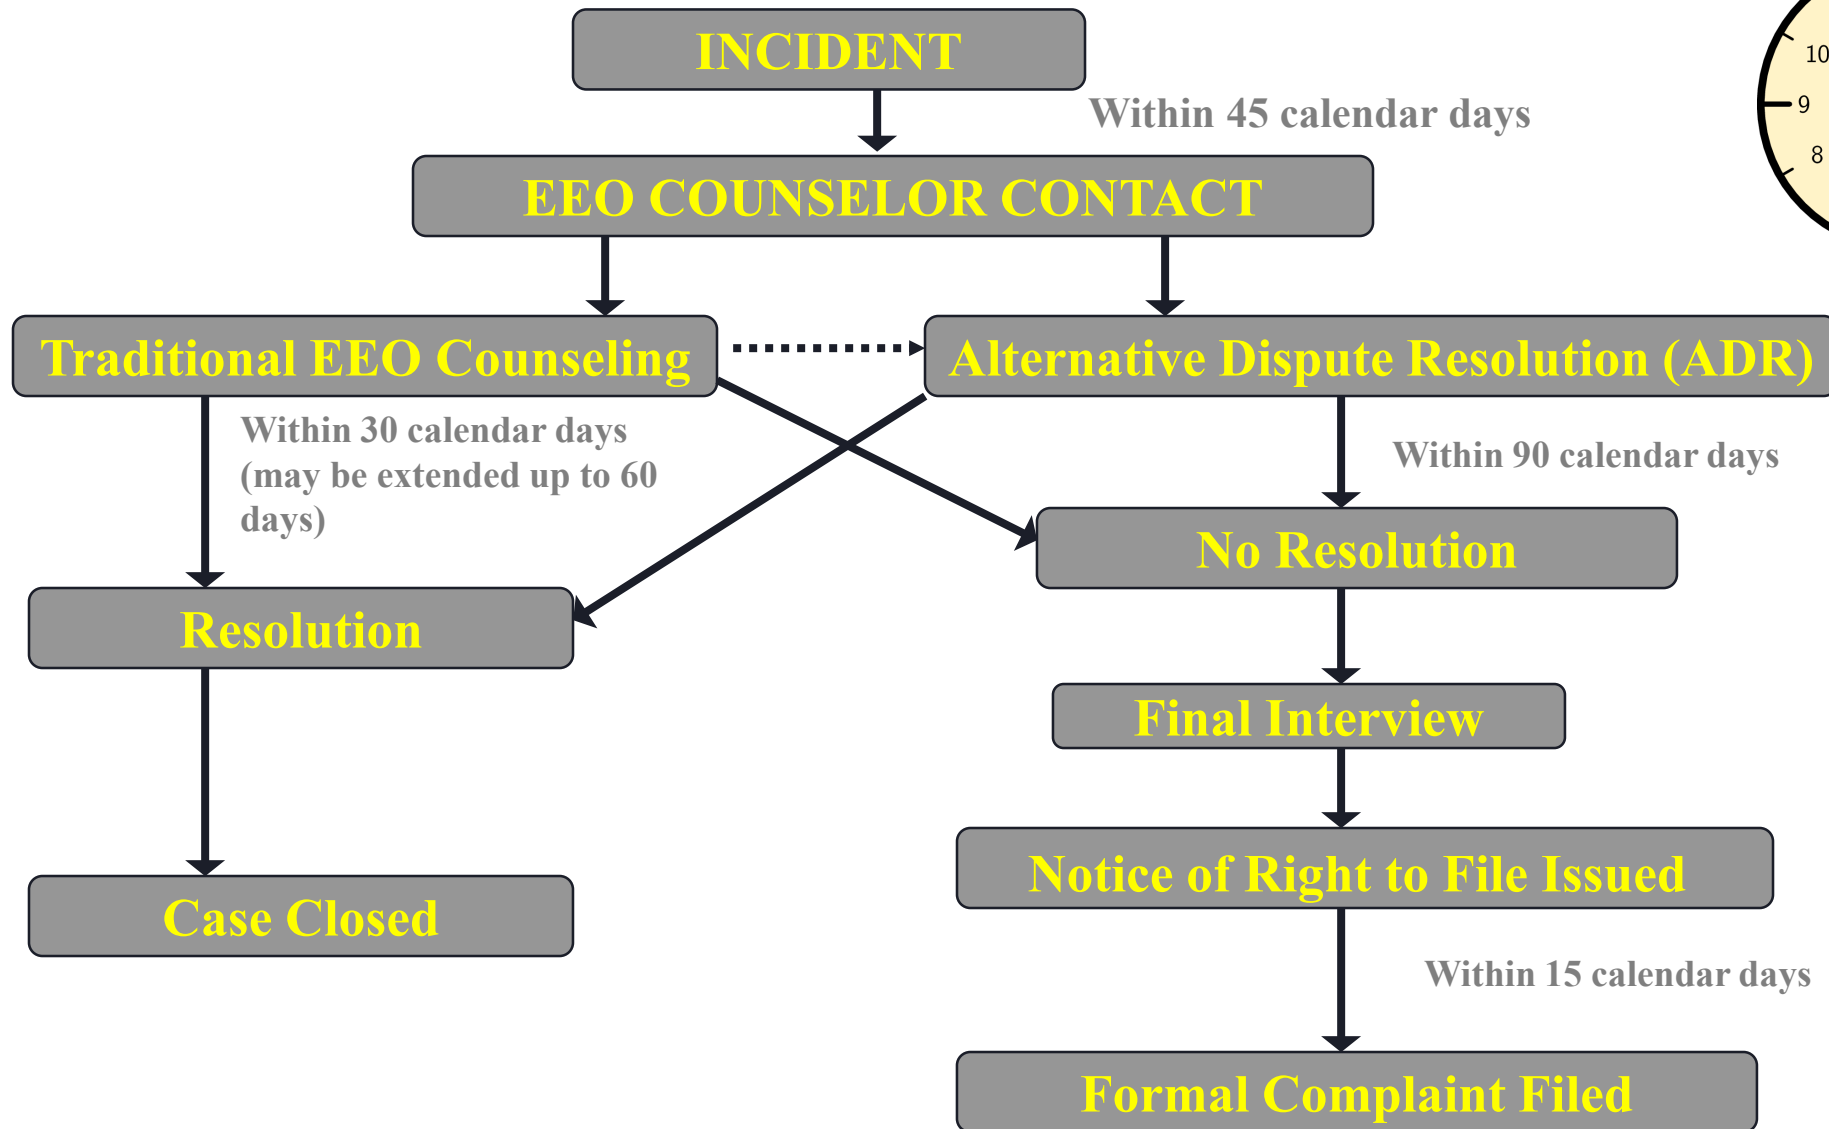 INCIDENT
10
Within 45 calendar days
9
8
EEO COUNSELOR CONTACT
Traditional EEO Counseling
Alternative Dispute Resolution (ADR)
Within 30 calendar days
(may be extended up to 60
days)
Within 90 calendar days
No Resolution
Resolution
Final Interview
Notice of Right to File Issued
Case Closed
Within 15 calendar days
Formal Complaint Filed